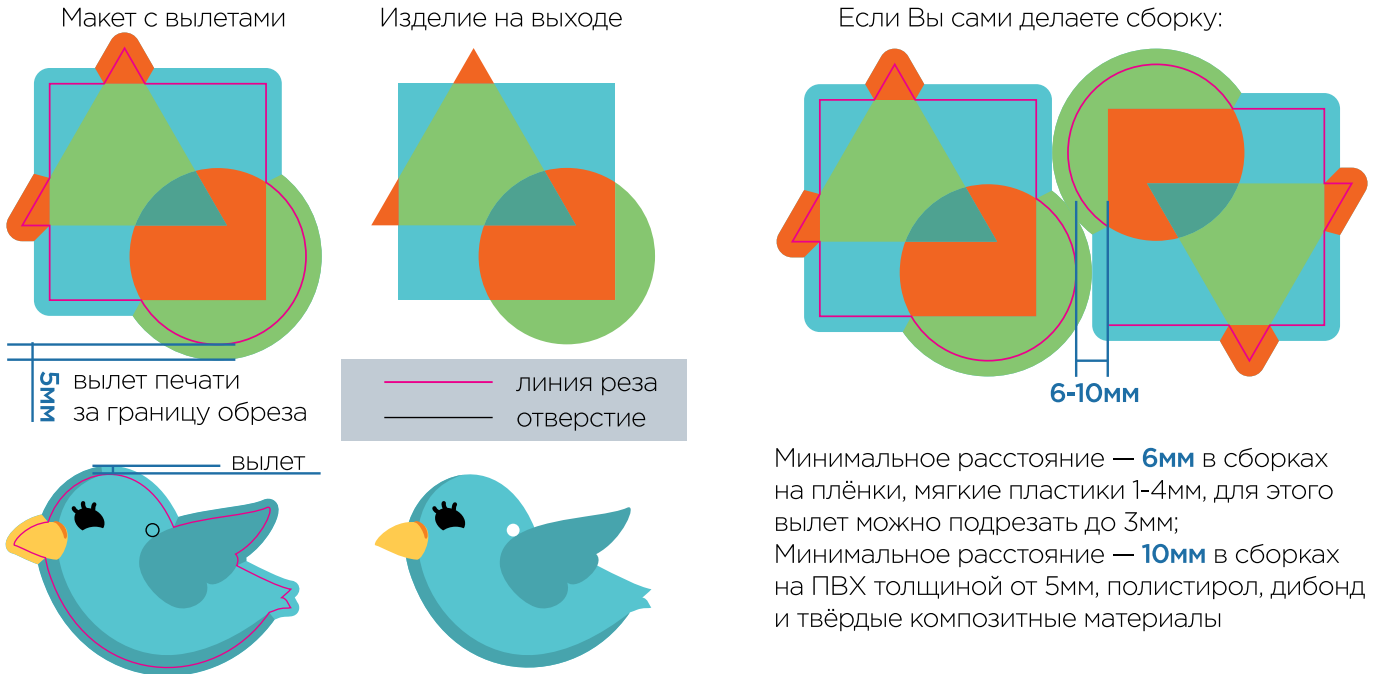 Макет с вылетами
Изделие на выходе
5мм
вылет печати
за границу обреза
линия реза
отверстие
вылет
Если Вы сами делаете сборку:
6-10мм
Минимальное расстояние — 6мм в сборках
на плёнки, мягкие пластики 1-4мм, для этого
вылет можно подрезать до 3мм;
Минимальное расстояние — 10мм в сборках
на ПВХ толщиной от 5мм, полистирол, дибонд
и твёрдые композитные материалы